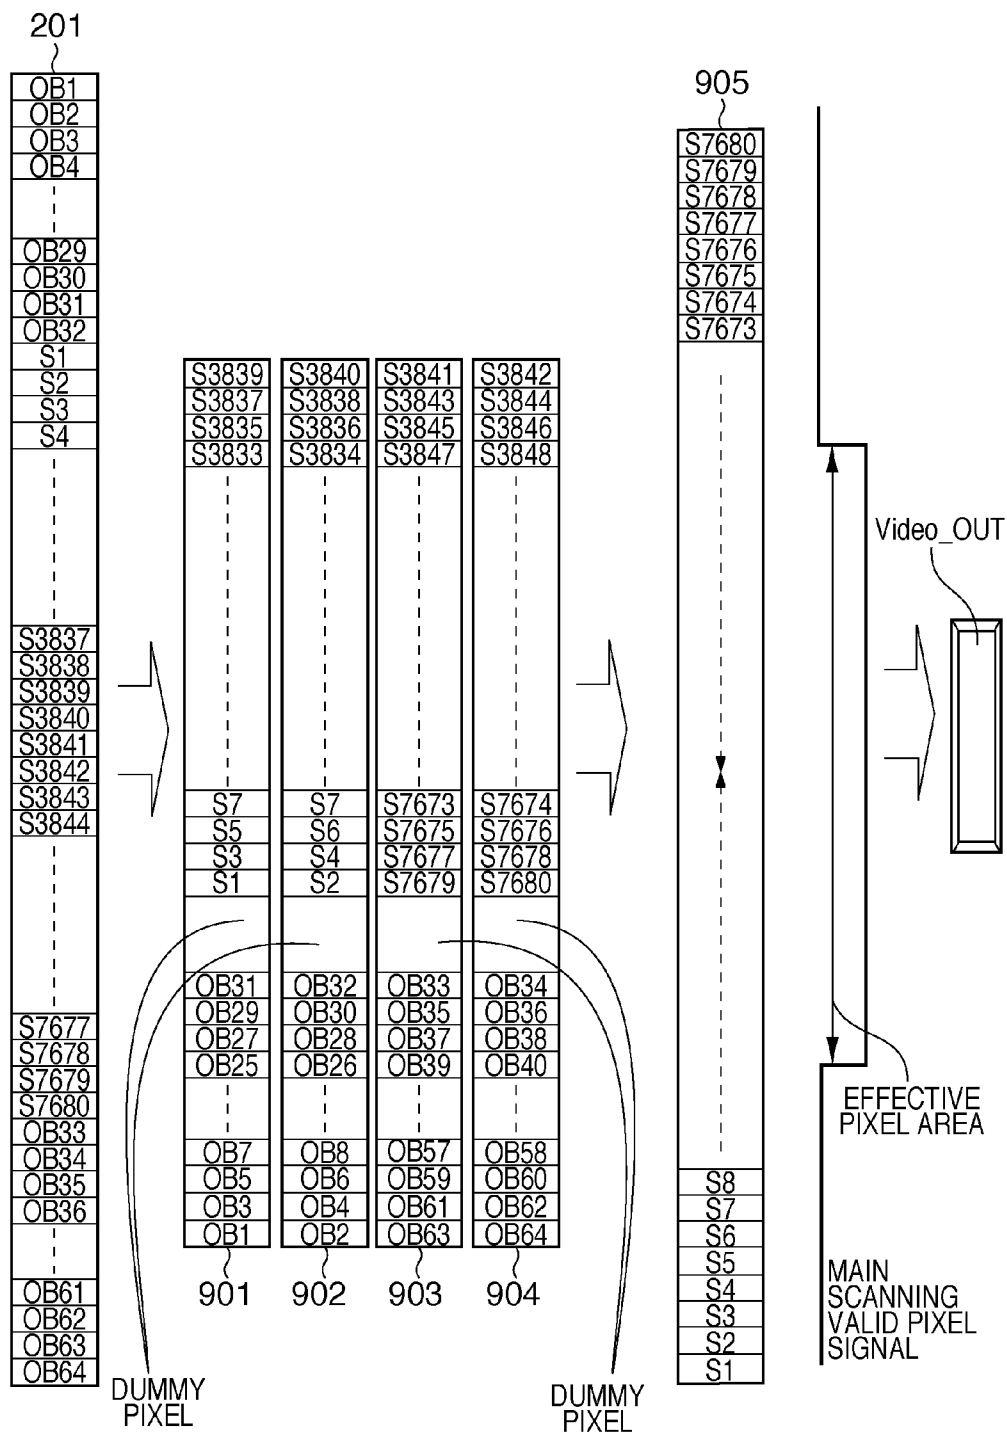 201
OB1
OB2
OB3
OB4
OB29
OB30
OB31
OB32
S1
S2
S3
S4
S3837
S3838
S3839
S3840
S3841
S3842
S3843
S3844
S7677
S7678
S7679
S7680
OB33
OB34
OB35
OB36
OB61
OB62
OB63
OB64
S3839
S3837
S3835
S3833
S7
S5
S3
S1
OB31
OB29
OB27
OB25
OB7
OB5
OB3
OB1
901
S3840
S3838
S3836
S3834
S7
S6
S4
S2
OB32
OB30
OB28
OB26
OB8
OB6
OB4
OB2
902
S3841
S3843
S3845
S3847
S7673
S7675
S7677
S7679
OB33
OB35
OB37
OB39
OB57
OB59
OB61
OB63
903
S3842
S3844
S3846
S3848
S7674
S7676
S7678
S7680
OB34
OB36
OB38
OB40
OB58
OB60
OB62
OB64
904
DUMMY
PIXEL
DUMMY
PIXEL
905
S7680
S7679
S7678
S7677
S7676
S7675
S7674
S7673
S8
S7
S6
S5
S4
S3
S2
S1
EFFECTIVE
PIXEL AREA
MAIN
SCANNING
VALID PIXEL
SIGNAL
Video_OUT